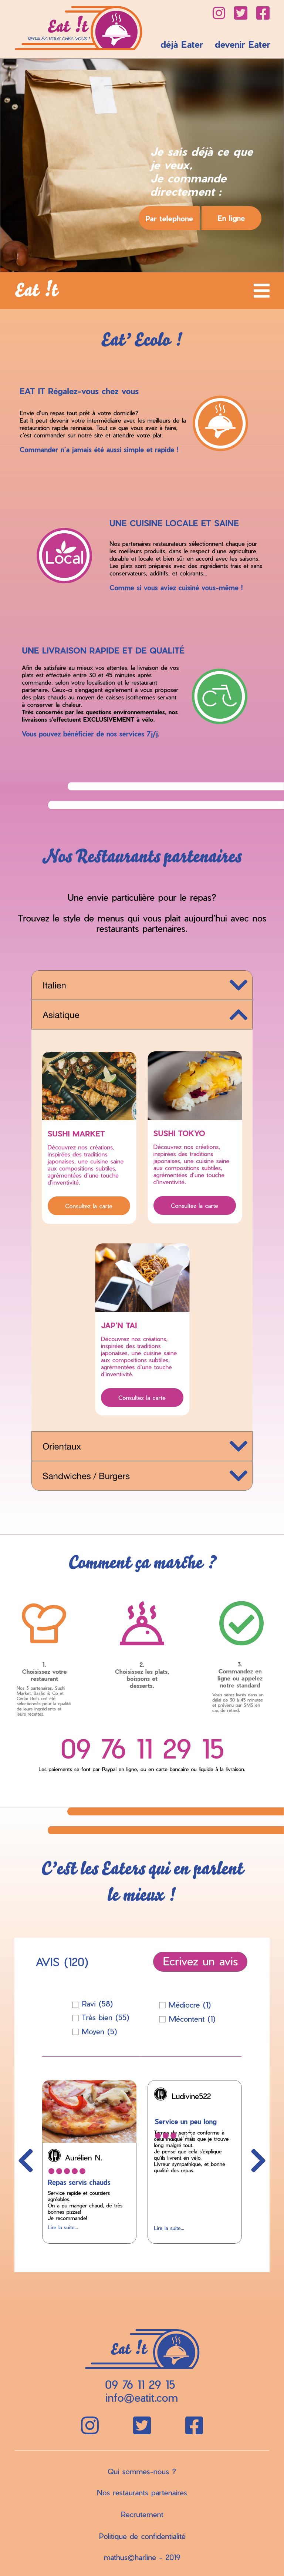 Eat !t
REGALEZ-VOUS CHEZ-VOUS !
déjà Eater devenir Eater
Je sais déjà ce que
je veux,
Je commande
directement :
Par telephone En ligne
Eat !t
Eat' Ecolo !
EAT IT Régalez-vous chez vous
Envie d'un repas tout prêt à votre domicile?
Eat It peut devenir votre intermédiaire avec les meilleurs de la
restauration rapide rennaise. Tout ce que vous avez à faire,
c'est commander sur notre site et attendre votre plat.
Commander n'a jamais été aussi simple et rapide !
UNE CUISINE LOCALE ET SAINE
Local
Nos partenaires restaurateurs sélectionnent chaque jour
les meilleurs produits, dans le respect d'une agriculture
durable et locale et bien sûr en accord avec les saisons.
Les plats sont préparés avec des ingrédients frais et sans
conservateurs, additifs, et colorants...
Comme si vous aviez cuisiné vous-même !
UNE LIVRAISON RAPIDE ET DE QUALITÉ
Afin de satisfaire au mieux vos attentes, la livraison de vos
plats est effectuée entre 30 et 45 minutes après
commande, selon votre localisation et le restaurant
partenaire. Ceux-ci s'engagent également à vous proposer
des plats chauds au moyen de caisses isothermes servant
à conserver la chaleur.
Très concernés par les questions environnementales, nos
livraisons s'effectuent EXCLUSIVEMENT à vélo.
Vous pouvez bénéficier de nos services 7j/j.
Nos Restaurants partenaires
Une envie particulière pour le repas?
Trouvez le style de menus qui vous plait aujourd'hui avec nos
restaurants partenaires.
Italien
Asiatique
SUSHI MARKET
Découvrez nos créations,
inspirées des traditions
japonaises, une cuisine saine
aux compositions subtiles,
agrémentées d'une touche
d'inventivité.
Consultez la carte
SUSHI TOKYO
Découvrez nos créations,
inspirées des traditions
japonaises, une cuisine saine
aux compositions subtiles,
agrémentées d'une touche
d'inventivité.
Consultez la carte
JAP'N TAI
Découvrez nos créations,
inspirées des traditions
japonaises, une cuisine saine
aux compositions subtiles,
agrémentées d'une touche
d'inventivité.
Consultez la carte
Orientaux
Sandwiches / Burgers
Comment ça marche ?
1.
Choisissez votre
restaurant
Nos 3 partenaires, Sushi
Market, Basilic & Co et
Cedar Rolls ont été
sélectionnés pour la qualité
de leurs ingrédients et
leurs recettes.
2.
Choisissez les plats,
boissons et
desserts.
3.
Commandez en
ligne ou appelez
notre standard
Vous serez livrés dans un
délai de 30 à 45 minutes
et prévenu par SMS en
cas de retard.
09 76 11 29 15
Les paiements se font par Paypal en ligne, ou en carte bancaire ou liquide à la livraison.
C'est les Eaters qui en parlent
le mieux !
AVIS (120)
Ecrivez un avis
Ravi (58)
Très bien (55)
Moyen (5)
Médiocre (1)
Mécontent (1)
Aurélien N.
Repas servis chauds
Service rapide et coursiers
agréables.
On a pu manger chaud, de très
bonnes pizzas!
Je recommande!
Lire la suite...
Ludivine522
Service un peu long
conforme à
celui indiqué mais que je trouve
long malgré tout.
Je pense que cela s'explique
qu'ils livrent en vélo.
Livreur sympathique, et bonne
qualité des repas.
Lire la suite...
Eat !t
09 76 11 29 15
info@eatit.com
Qui sommes-nous ?
Nos restaurants partenaires
Recrutement
Politique de confidentialité
mathus©harline - 2019